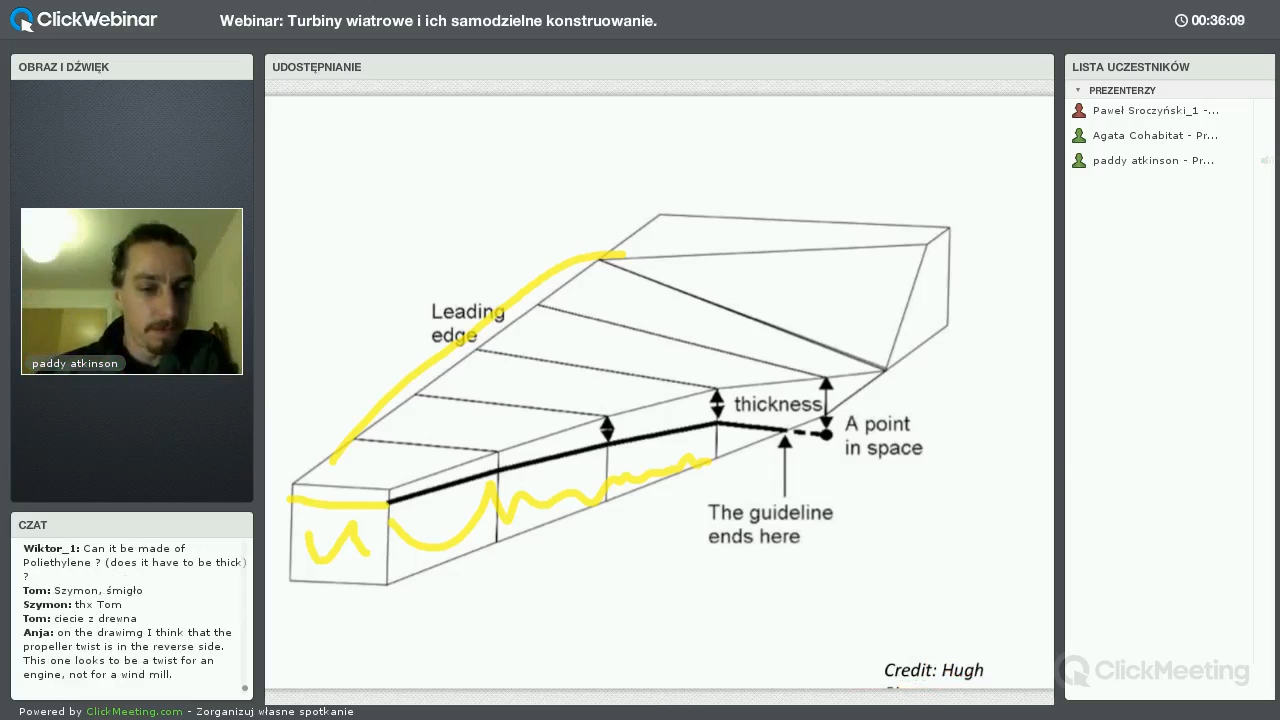 ClickWebinar
Webinar: Turbiny wiatrowe i ich samodzielne konstruowanie.
00:36:09
OBRAZ I DŹWIĘK
UDOSTĘPNIANIE
LISTA UCZESTNIKÓW
PREZENTERZY
Paweł Sroczyński_1 -...
Agata Cohabitat - Pr...
paddy atkinson - Pr...
paddy atkinson
Leading
edge
thickness
A point
in space
The guideline
ends here
Credit: Hugh
CZAT
Wiktor_1: Can it be made of
Poliethylene ? (does it have to be thick)
?
Tom: Szymon, śmigło
Szymon: thx Tom
Tom: ciecie z drewna
Anja: on the drawimg I think that the
propeller twist is in the reverse side.
This one looks to be a twist for an
engine, not for a wind mill.
ClickMeeting
Powered by ClickMeeting.com - Zorganizuj własne spotkanie